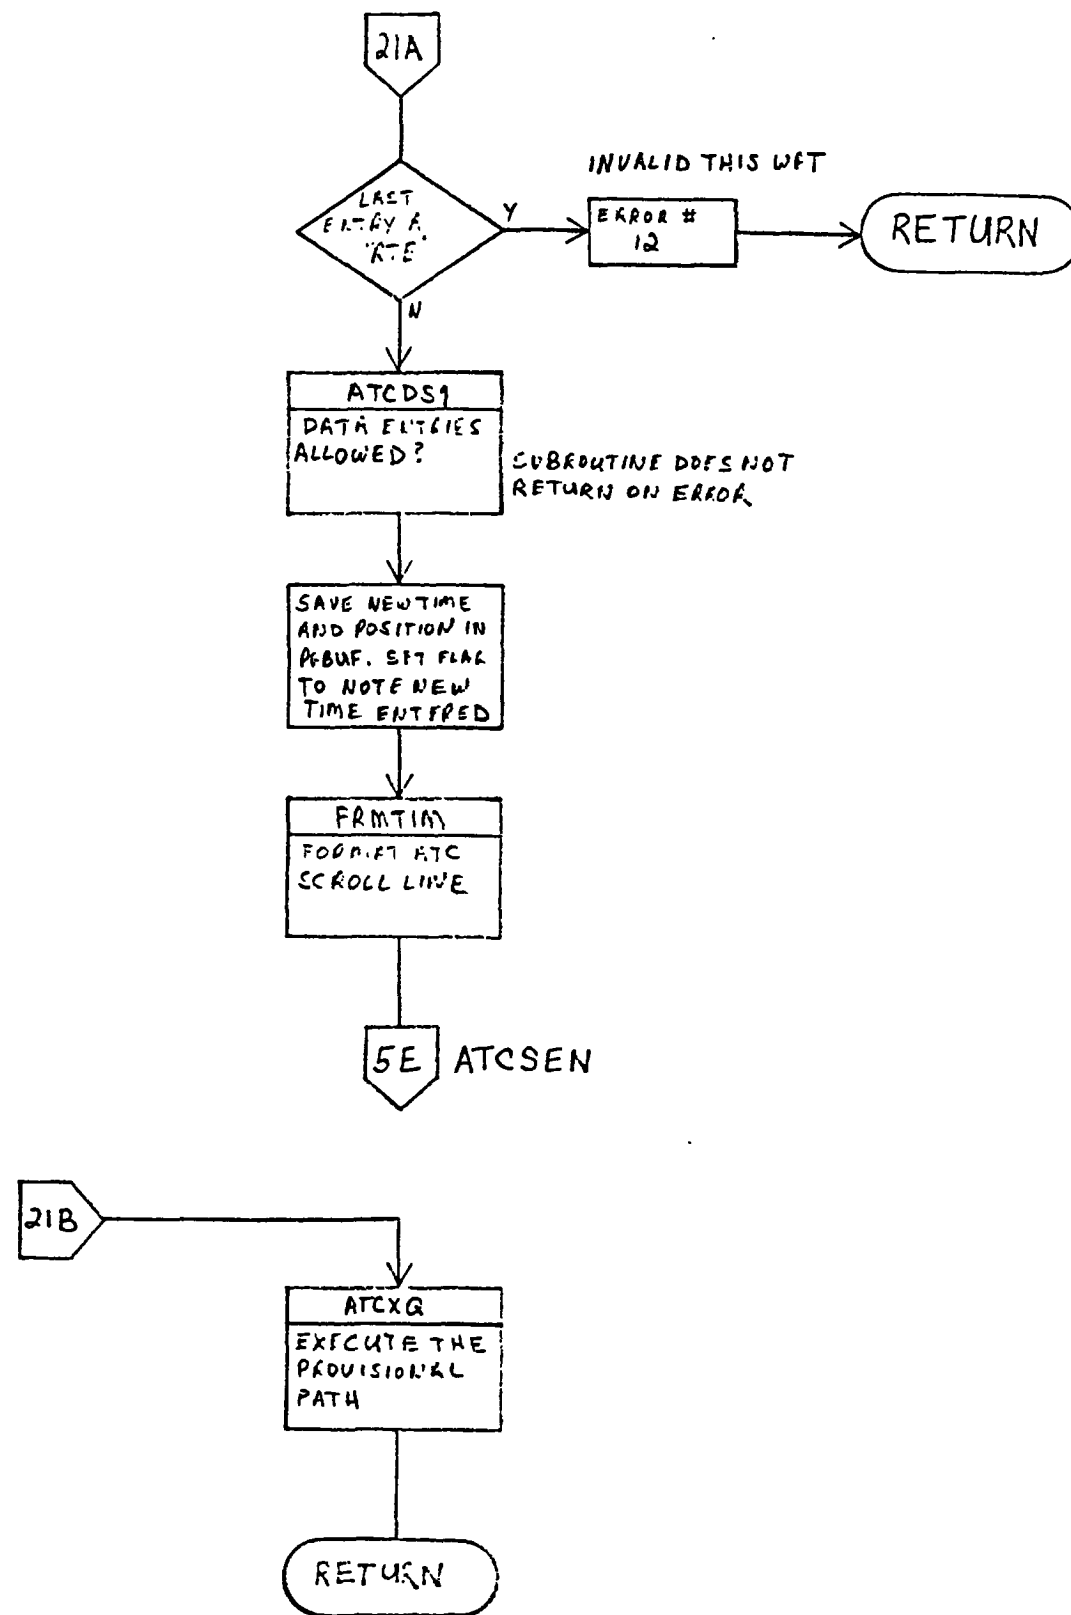 21A
INVALID THIS WPT
LAST
ENTRY A
"RTE"
Y
ERROR #
12
RETURN
N
ATCDS1
DATA ENTRIES
ALLOWED?
SUBROUTINE DOES NOT
RETURN ON ERROR
SAVE NEW TIME
AND POSITION IN
PGBUF. SET FLAG
TO NOTE NEW
TIME ENTERED
FRMTIM
FORMAT ATC
SCROLL LINE
5E ATCSEN
21B
ATCXQ
EXECUTE THE
PROVISIONAL
PATH
RETURN